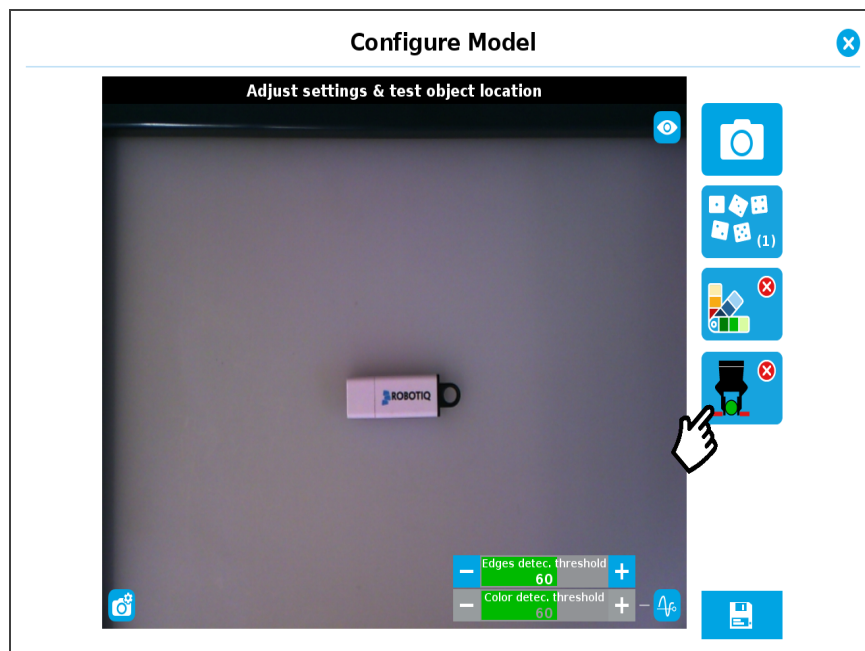 Configure Model
Adjust settings & test object location
(1)
ROBOTIQ
Edges detec. threshold
60
Color detec. threshold
60